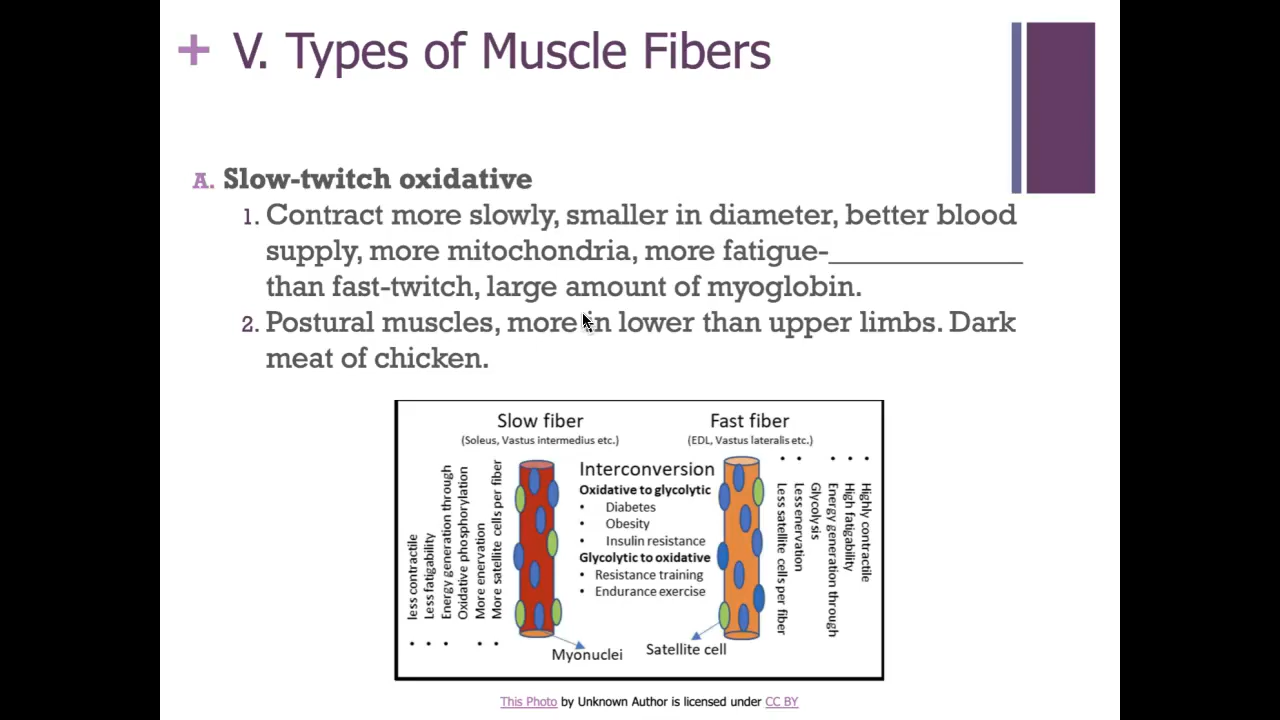 + V. Types of Muscle Fibers
A. Slow-twitch oxidative
1. Contract more slowly, smaller in diameter, better blood
supply, more mitochondria, more fatigue-______________
than fast-twitch, large amount of myoglobin.
2. Postural muscles, more in lower than upper limbs. Dark
meat of chicken.
Slow fiber
(Soleus, Vastus intermedius etc.)
less contractile
Less fatigability
Energy generation through
Oxidative phosphorylation
More enervation
More satellite cells per fiber
Interconversion
Oxidative to glycolytic
• Diabetes
• Obesity
• Insulin resistance
Glycolytic to oxidative
• Resistance training
• Endurance exercise
Fast fiber
(EDL, Vastus lateralis etc.)
Highly contractile
High fatigability
Energy generation through
Glycolysis
Less enervation
Less satellite cells per fiber
Myonuclei
Satellite cell
This Photo by Unknown Author is licensed under CC BY